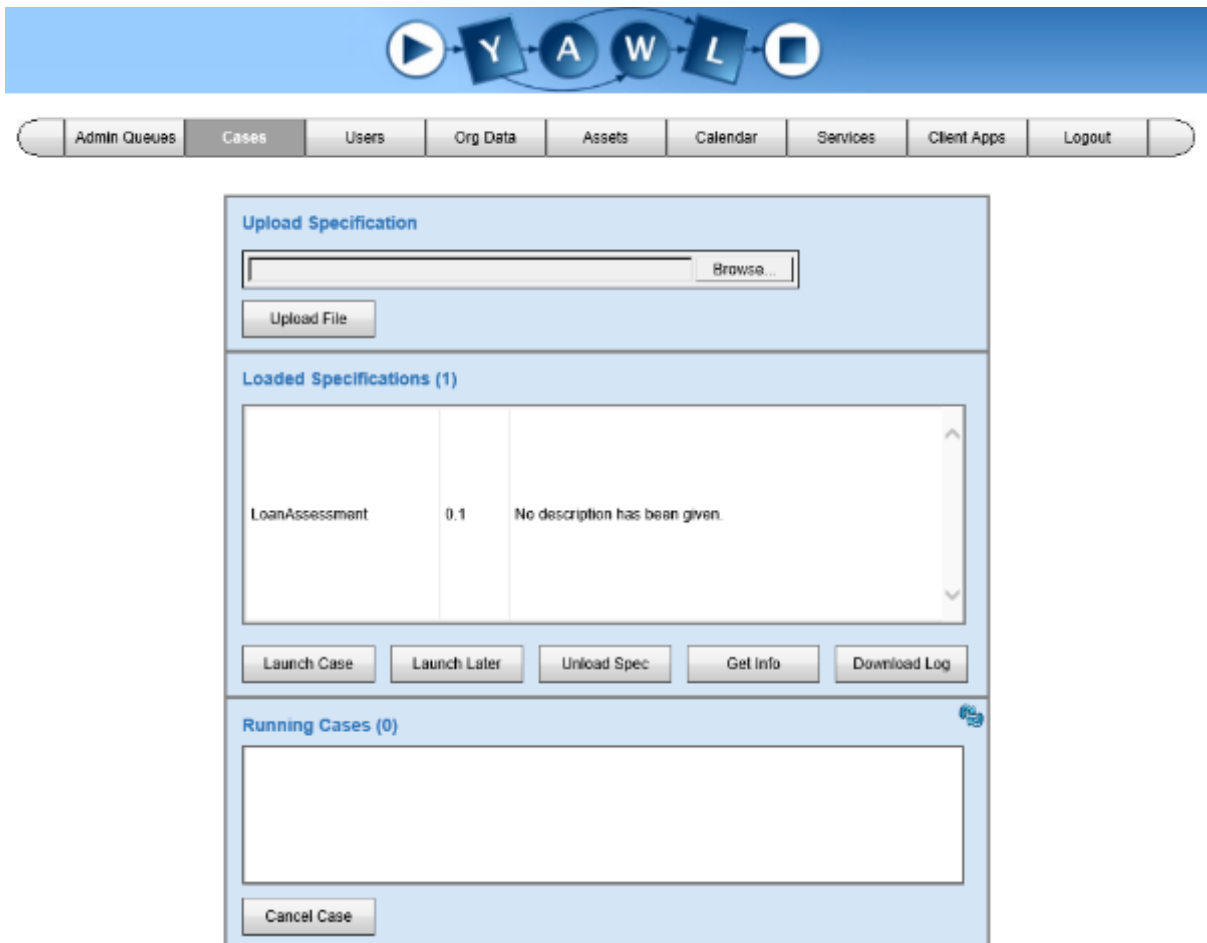 Y A W L
Admin Queues Cases Users Org Data Assets Calendar Services Client Apps Logout
Upload Specification
Browse...
Upload File
Loaded Specifications (1)
LoanAssessment 0.1 No description has been given.
Launch Case Launch Later Unload Spec Get Info Download Log
Running Cases (0)
Cancel Case